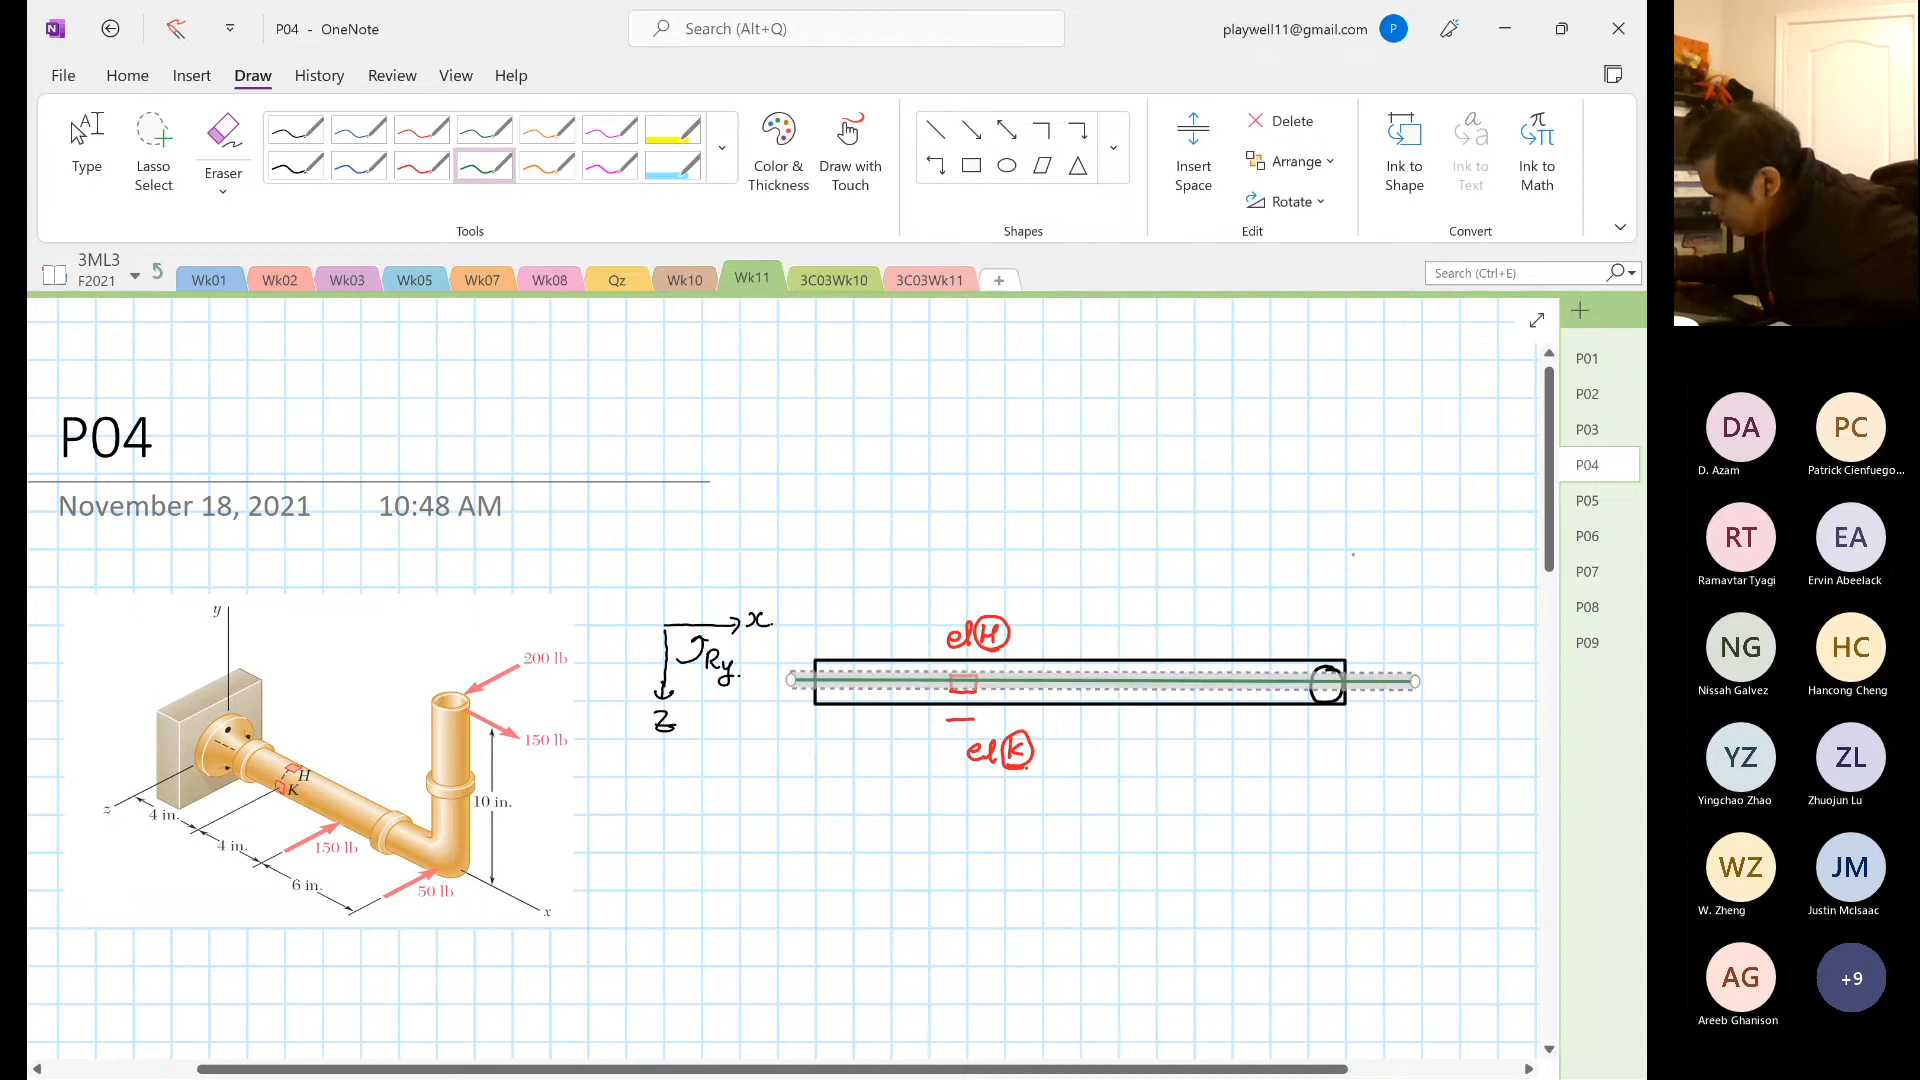 P04 - OneNote
Search (Alt+Q)
playwell11@gmail.com
P
File Home Insert Draw History Review View Help
Type
Lasso Select
Eraser
Color & Thickness
Draw with Touch
Insert Space
Delete
Arrange
Rotate
Ink to Shape
Ink to Text
Ink to Math
Tools
Shapes
Edit
Convert
3ML3
F2021
Wk01 Wk02 Wk03 Wk05 Wk07 Wk08 Qz Wk10 Wk11 3C03Wk10 3C03Wk11
Search (Ctrl+E)
P04
November 18, 2021 10:48 AM
y
200 lb
150 lb
H
K
z
4 in.
10 in.
4 in.
150 lb
6 in.
50 lb
x
x
Ry.
z
el H
el K
P01
P02
P03
P04
P05
P06
P07
P08
P09
DA
D. Azam
PC
Patrick Cienfuego...
RT
Ramavtar Tyagi
EA
Ervin Abeelack
NG
Nissah Galvez
HC
Hancong Cheng
YZ
Yingchao Zhao
ZL
Zhuojun Lu
WZ
W. Zheng
JM
Justin McIsaac
AG
Areeb Ghanison
+9